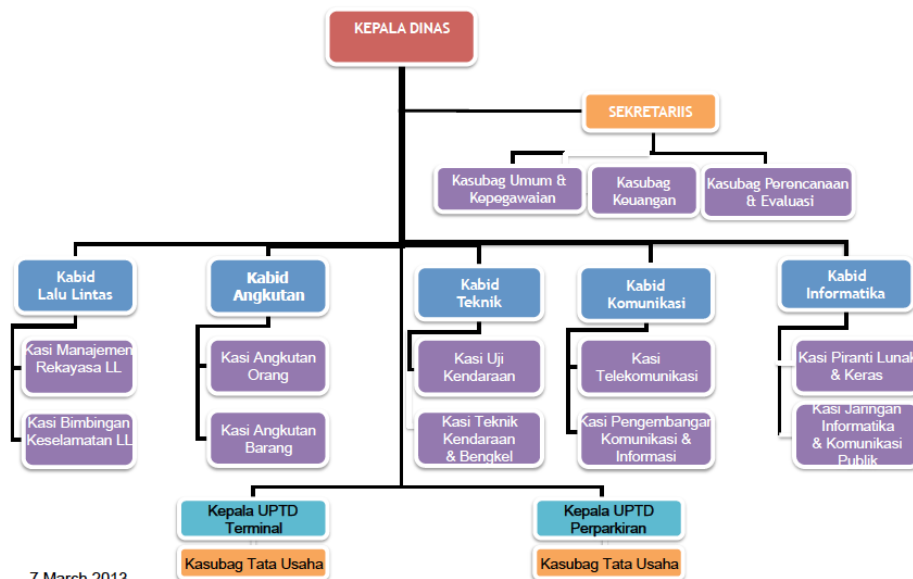 KEPALA DINAS
SEKRETARIIS
Kasubag Umum &
Kepegawaian
Kasubag
Keuangan
Kasubag Perencanaan
& Evaluasi
Kabid
Lalu Lintas
Kabid
Angkutan
Kabid
Teknik
Kabid
Komunikasi
Kabid
Informatika
Kasi Manajemen
Rekayasa LL
Kasi Angkutan
Orang
Kasi Uji
Kendaraan
Kasi
Telekomunikasi
Kasi Piranti Lunak
& Keras
Kasi Bimbingan
Keselamatan LL
Kasi Angkutan
Barang
Kasi Teknik
Kendaraan
& Bengkel
Kasi Pengembangan
Komunikasi &
Informasi
Kasi Jaringan
Informatika
& Komunikasi
Publik
Kepala UPTD
Terminal
Kepala UPTD
Perparkiran
Kasubag Tata Usaha
Kasubag Tata Usaha
7 March 2013